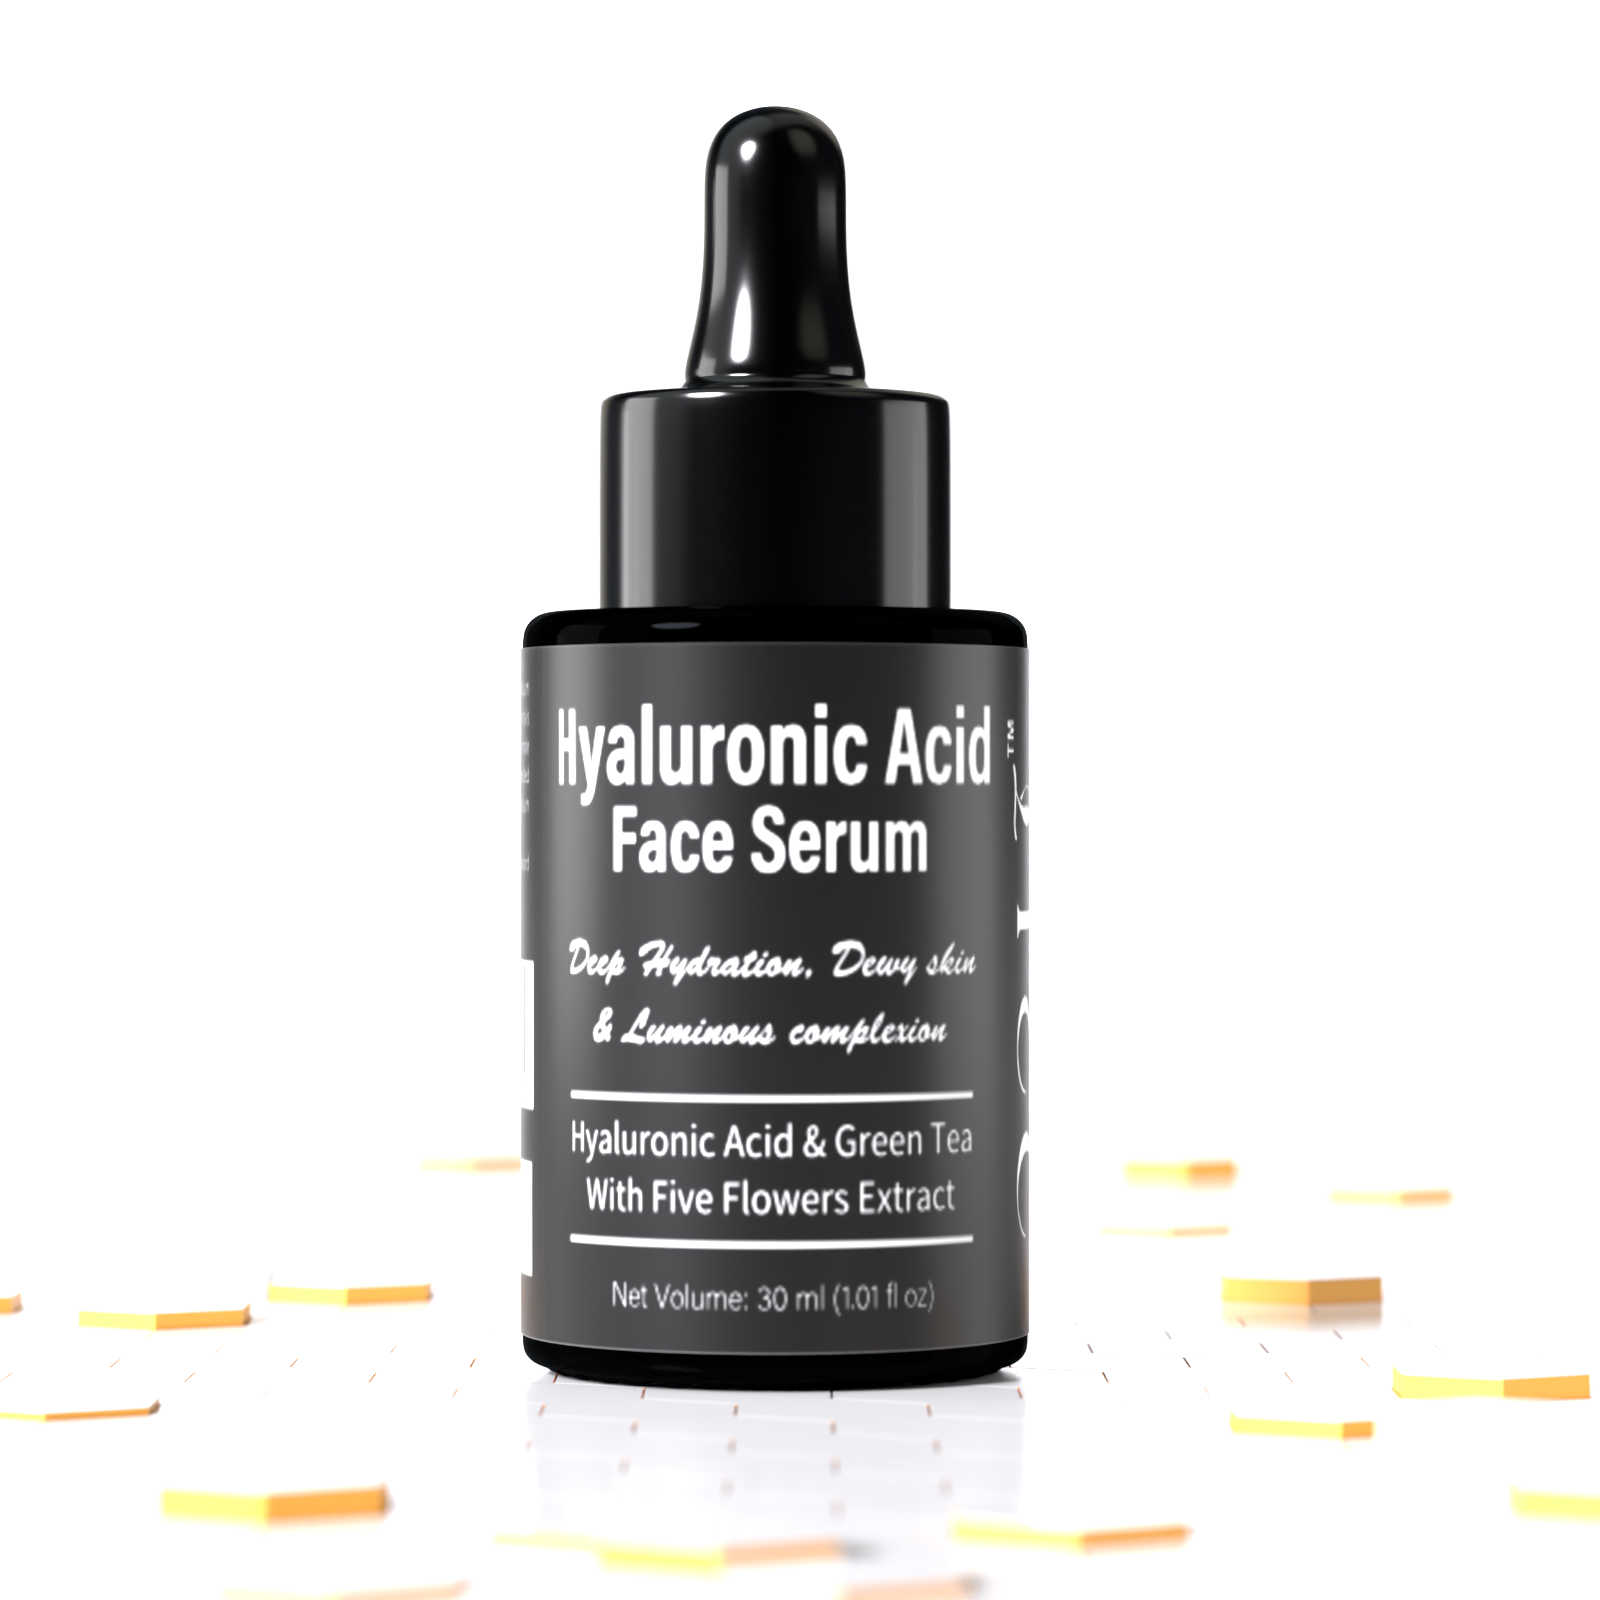 Hyaluronic Acid
Face Serum
Deep Hydration, Dewy skin
& Luminous complexion
Hyaluronic Acid & Green Tea
With Five Flowers Extract
Net Volume: 30 ml (1.01 fl oz)
TM